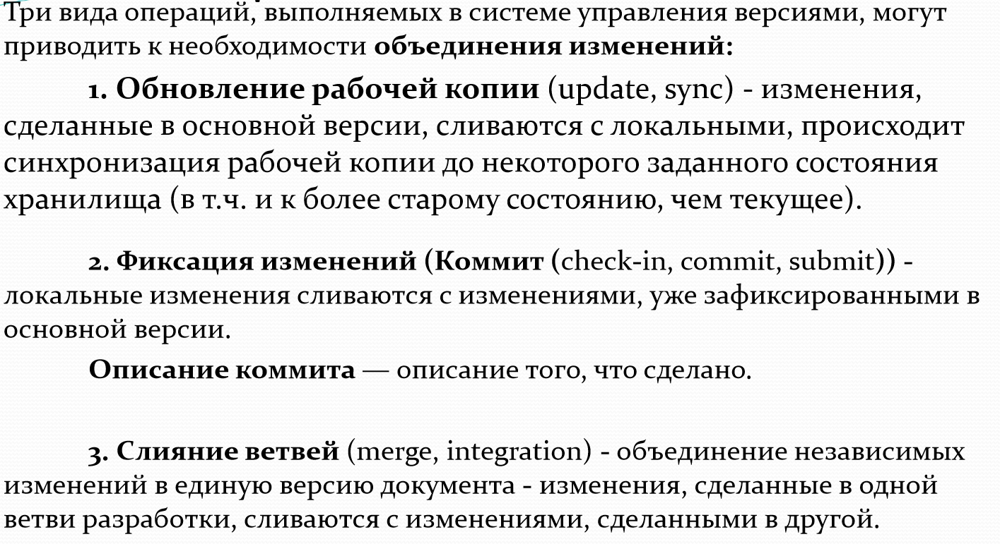 Три вида операций, выполняемых в системе управления версиями, могут
приводить к необходимости объединения изменений:
1. Обновление рабочей копии (update, sync) - изменения,
сделанные в основной версии, сливаются с локальными, происходит
синхронизация рабочей копии до некоторого заданного состояния
хранилища (в т.ч. и к более старому состоянию, чем текущее).
2. Фиксация изменений (Коммит (check-in, commit, submit)) -
локальные изменения сливаются с изменениями, уже зафиксированными в
основной версии.
Описание коммита — описание того, что сделано.
3. Слияние ветвей (merge, integration) - объединение независимых
изменений в единую версию документа - изменения, сделанные в одной
ветви разработки, сливаются с изменениями, сделанными в другой.